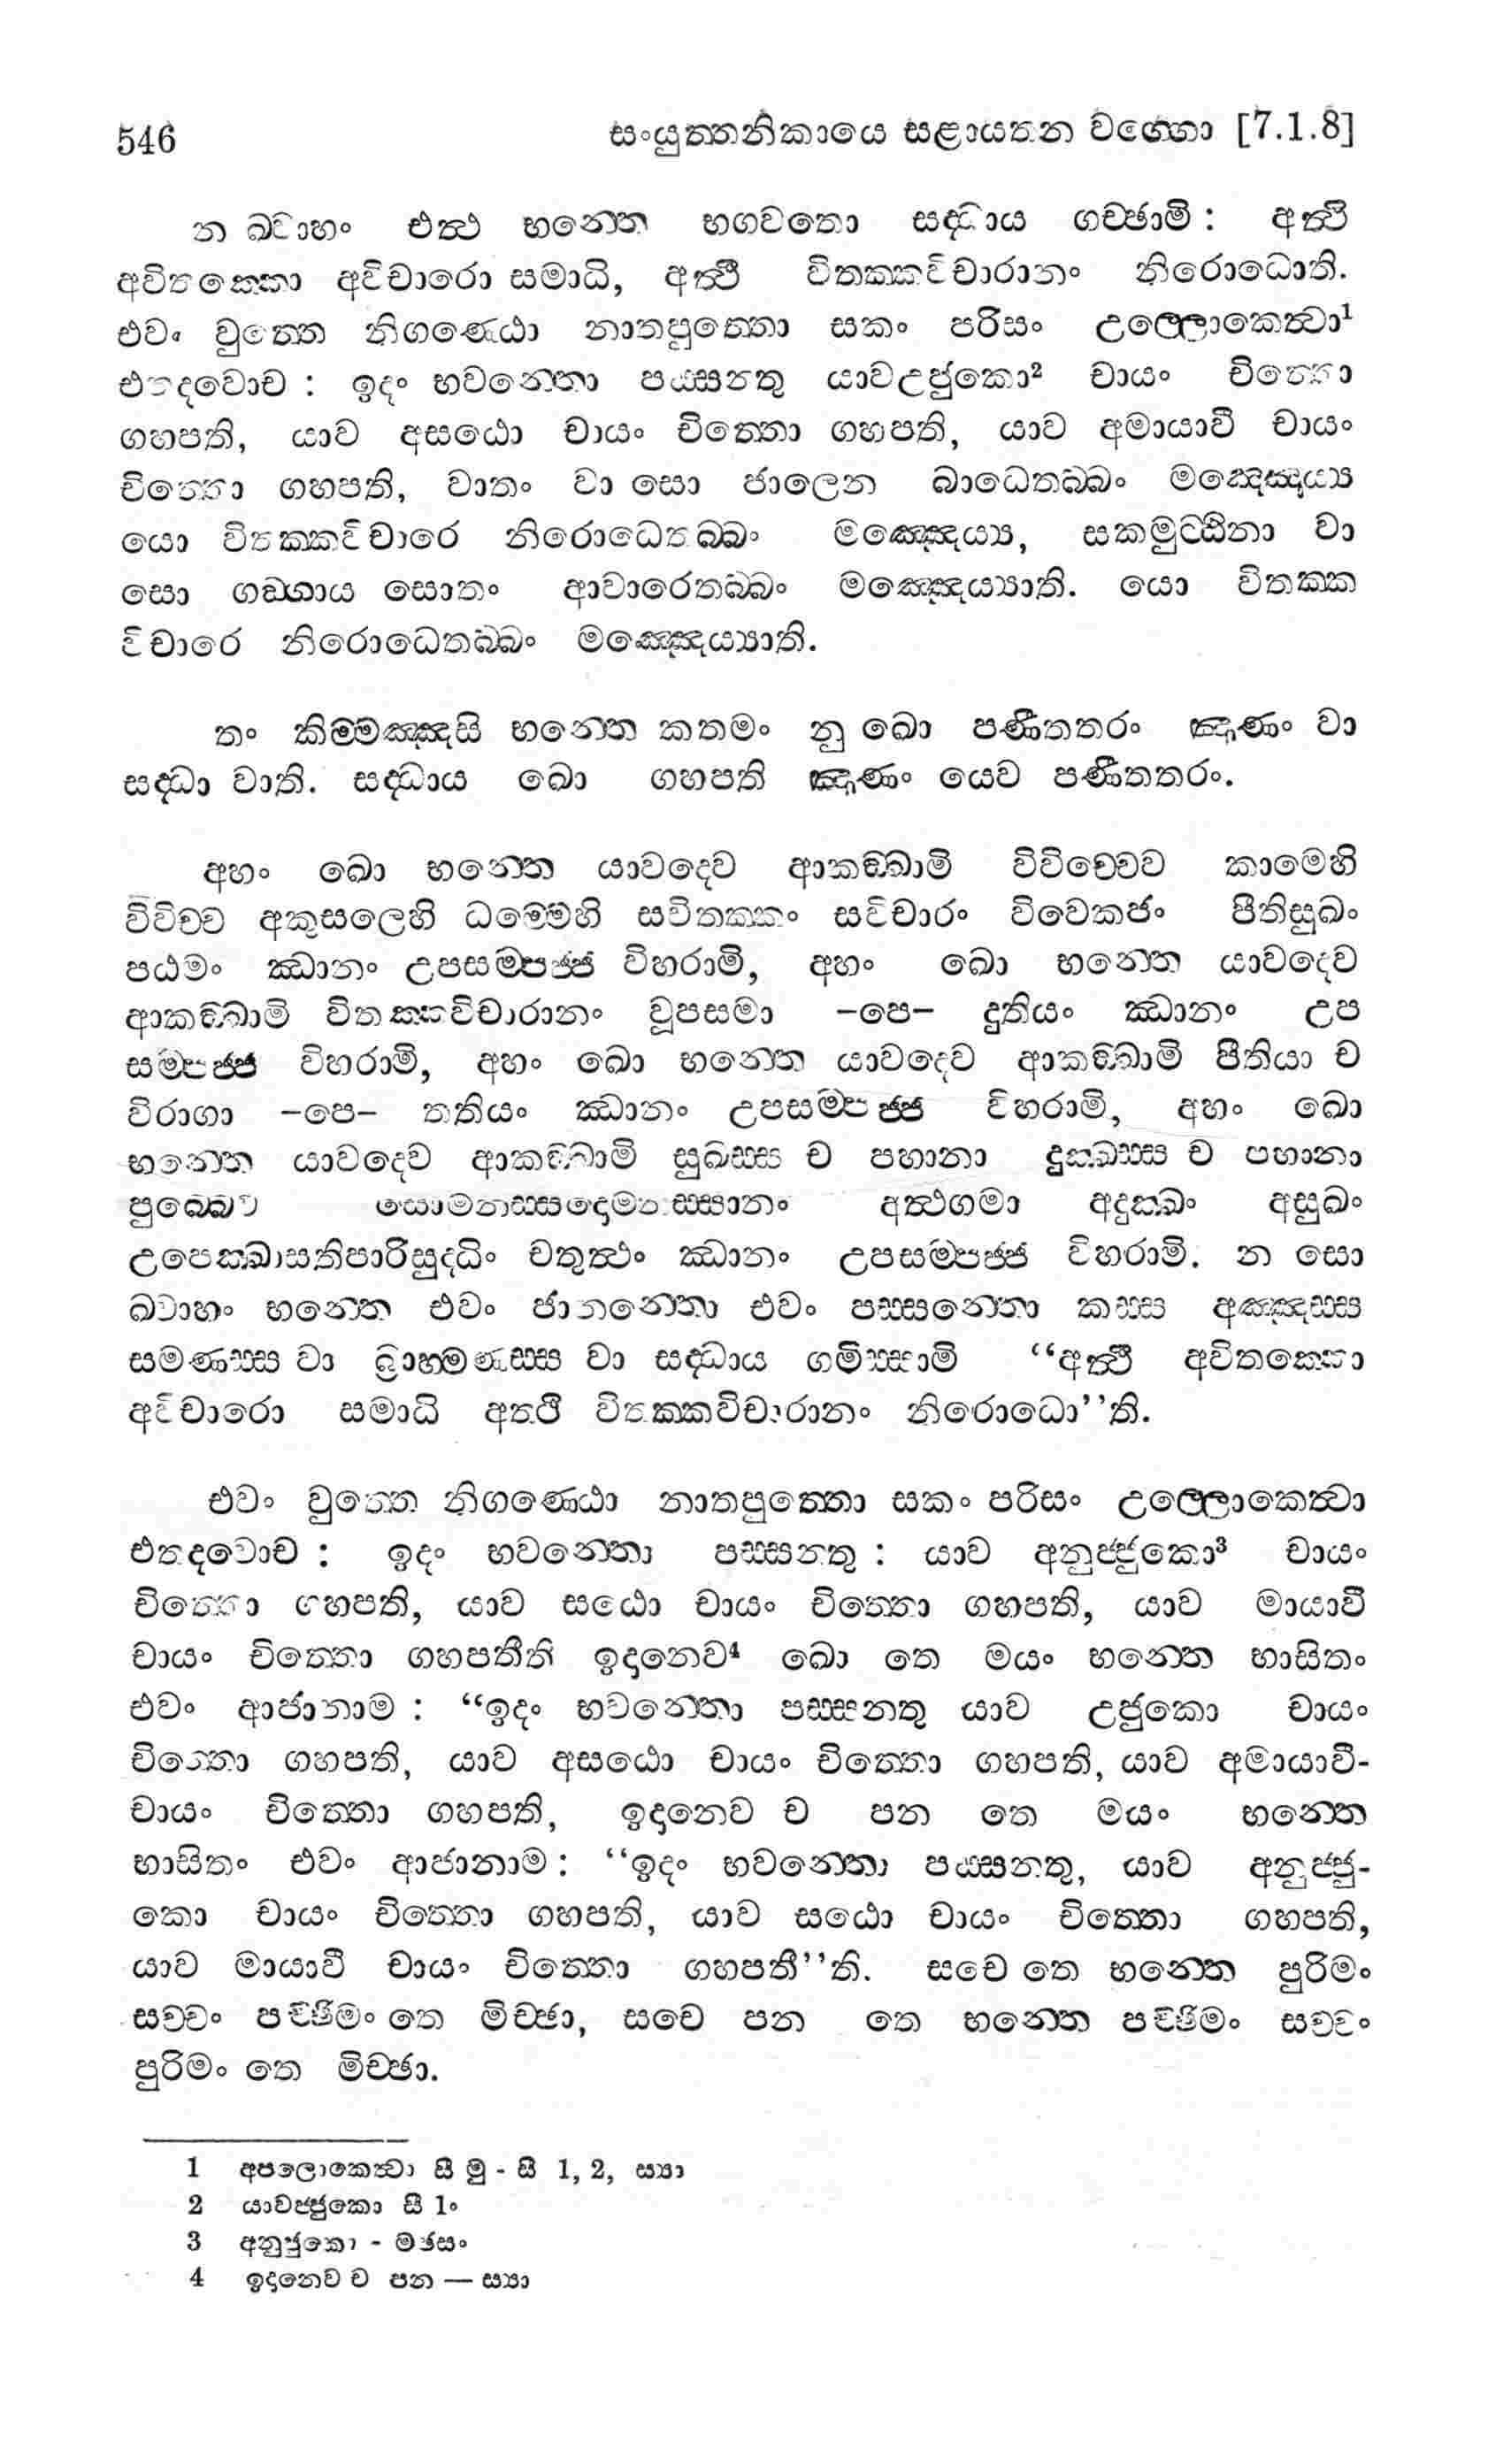 546 සංයුත්තනිකායෙ සළායතන වග්ගො [7.1.8]
න ඛ්වාහං එත්ථ භන්තෙ භගවතො සද්ධාය ගච්ඡාමි : අත්ථි
අවිතක්කො අවිචාරො සමාධි, අත්ථි විතක්කවිචාරානං නිරොධොති.
එවං වුත්තෙ නිගණ්ඨො නාතපුත්තො සකං පරිසං උල්ලොකෙත්වා¹
එතදවොච : ඉදං භවන්තො පස්සන්තු යාවඋජුකො² චායං චිත්තො
ගහපති, යාව අසඨො චායං චිත්තො ගහපති, යාව අමායාවී චායං
චිත්තො ගහපති, වාතං වා සො ජාලෙන බාධෙතබ්බං මඤ්ඤෙය්‍ය
යො විතක්කවිචාරෙ නිරොධෙතබ්බං මඤ්ඤෙය්‍ය, සකමුට්ඨිනා වා
සො ගඞ්ගාය සොතං ආවාරෙතබ්බං මඤ්ඤෙය්‍යාති. යො විතක්ක
විචාරෙ නිරොධෙතබ්බං මඤ්ඤෙය්‍යාති.
තං කිම්මඤ්ඤසි භන්තෙ කතමං නු ඛො පණීතතරං ඤාණං වා
සද්ධා වාති. සද්ධාය ඛො ගහපති ඤාණං යෙව පණීතතරං.
අහං ඛො භන්තෙ යාවදෙව ආකඞ්ඛාමි විවිච්චෙව කාමෙහි
විවිච්ච අකුසලෙහි ධම්මෙහි සවිතක්කං සවිචාරං විවෙකජං පීතිසුඛං
පඨමං ඣානං උපසම්පජ්ජ විහරාමි, අහං ඛො භන්තෙ යාවදෙව
ආකඞ්ඛාමි විතක්කවිචාරානං වූපසමා –පෙ– දුතියං ඣානං උප
සම්පජ්ජ විහරාමි, අහං ඛො භන්තෙ යාවදෙව ආකඞ්ඛාමි පීතියා ච
විරාගා –පෙ– තතියං ඣානං උපසම්පජ්ජ විහරාමි, අහං ඛො
භන්තෙ යාවදෙව ආකඞ්ඛාමි සුඛස්ස ච පහානා දුක්ඛස්ස ච පහානා
පුබ්බෙව සොමනස්සදොමනස්සානං අත්ථගමා අදුක්ඛං අසුඛං
උපෙක්ඛාසතිපාරිසුද්ධිං චතුත්ථං ඣානං උපසම්පජ්ජ විහරාමි. න සො
ඛ්වාහං භන්තෙ එවං ජානන්තො එවං පස්සන්තො කස්ස අඤ්ඤස්ස
සමණස්ස වා බ්‍රාහ්මණස්ස වා සද්ධාය ගමිස්සාමි “අත්ථි අවිතක්කො
අවිචාරො සමාධි අත්ථි විතක්කවිචාරානං නිරොධො’’ති.
එවං වුත්තෙ නිගණ්ඨො නාතපුත්තො සකං පරිසං උල්ලොකෙත්වා
එතදවොච : ඉදං භවන්තො පස්සන්තු : යාව අනුජ්ජුකො³ චායං
චිත්තො ගහපති, යාව සඨො චායං චිත්තො ගහපති, යාව මායාවී
චායං චිත්තො ගහපතීති ඉදානෙව⁴ ඛො තෙ මයං භන්තෙ භාසිතං
එවං ආජානාම : “ඉදං භවන්තො පස්සන්තු යාව උජුකො චායං
චිත්තො ගහපති, යාව අසඨො චායං චිත්තො ගහපති, යාව අමායාවී-
චායං චිත්තො ගහපති, ඉදානෙව ච පන තෙ මයං භන්තෙ
භාසිතං එවං ආජානාම : “ඉදං භවන්තො පස්සන්තු, යාව අනුජ්ජු-
කො චායං චිත්තො ගහපති, යාව සඨො චායං චිත්තො ගහපති,
යාව මායාවී චායං චිත්තො ගහපතී’’ති. සචෙ තෙ භන්තෙ පුරිමං
සච්චං පච්ඡිමං තෙ මිච්ඡා, සචෙ පන තෙ භන්තෙ පච්ඡිමං සච්චං
පුරිමං තෙ මිච්ඡා.
1 අපලොකෙත්වා සී මු - සී 1, 2, ස්‍යා
2 යාවජ්ජුකො සී 1ං
3 අනුජුකො - මඡසං
4 ඉදානෙව ච පන — ස්‍යා